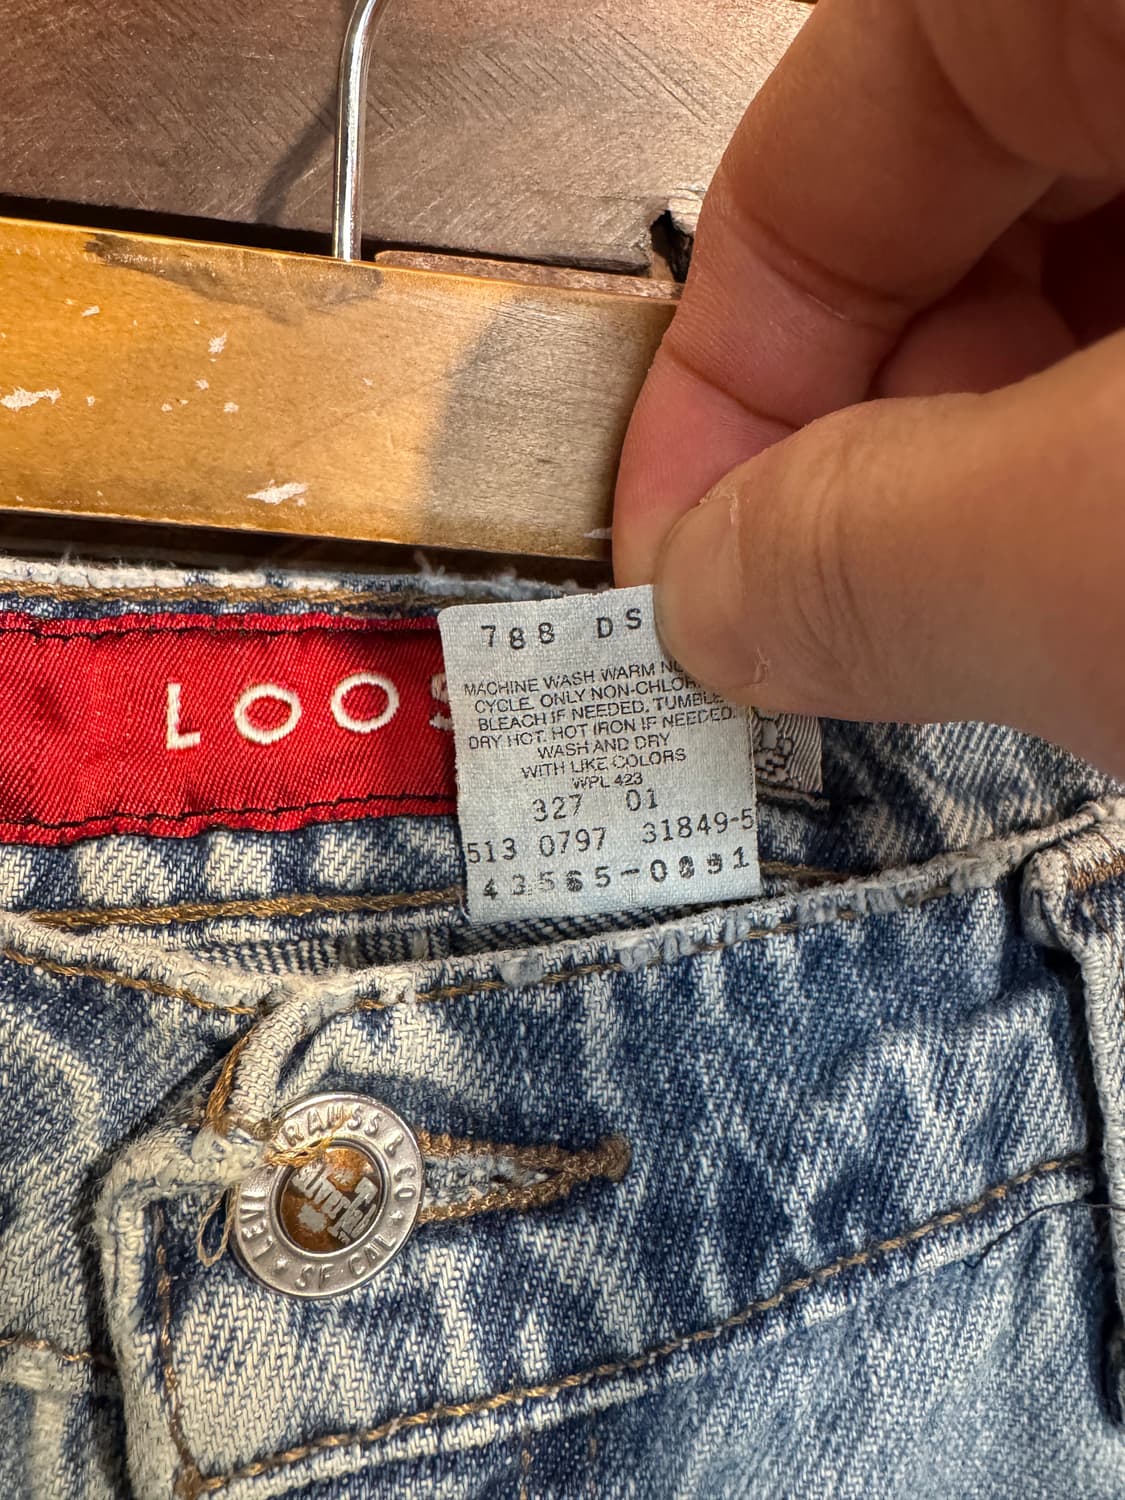 788 DS
MACHINE WASH WARM
CYCLE. ONLY NON-CHLOR
BLEACH IF NEEDED. TUMBLE
DRY HOT. HOT IRON IF NEEDED.
WASH AND DRY
WITH LIKE COLORS
WPL 423
327 01
513 0797 31849-5
43565-0891
LOOS
LEVI STRAUSS & CO
S F CAL